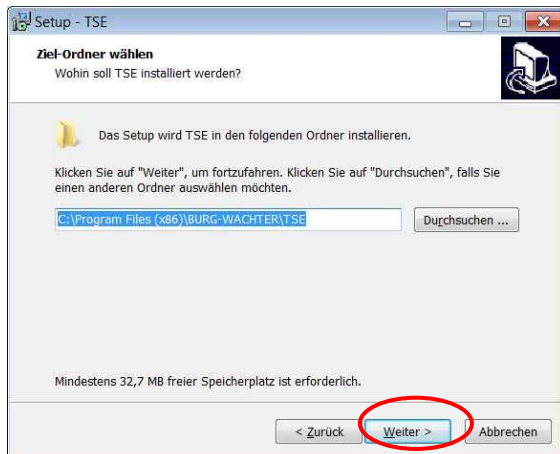 Setup - TSE
Ziel-Ordner wählen
Wohin soll TSE installiert werden?
Das Setup wird TSE in den folgenden Ordner installieren.
Klicken Sie auf "Weiter", um fortzufahren. Klicken Sie auf "Durchsuchen", falls Sie
einen anderen Ordner auswählen möchten.
C:\Program Files (x86)\BURG-WACHTER\TSE
Durchsuchen ...
Mindestens 32,7 MB freier Speicherplatz ist erforderlich.
< Zurück
Weiter >
Abbrechen